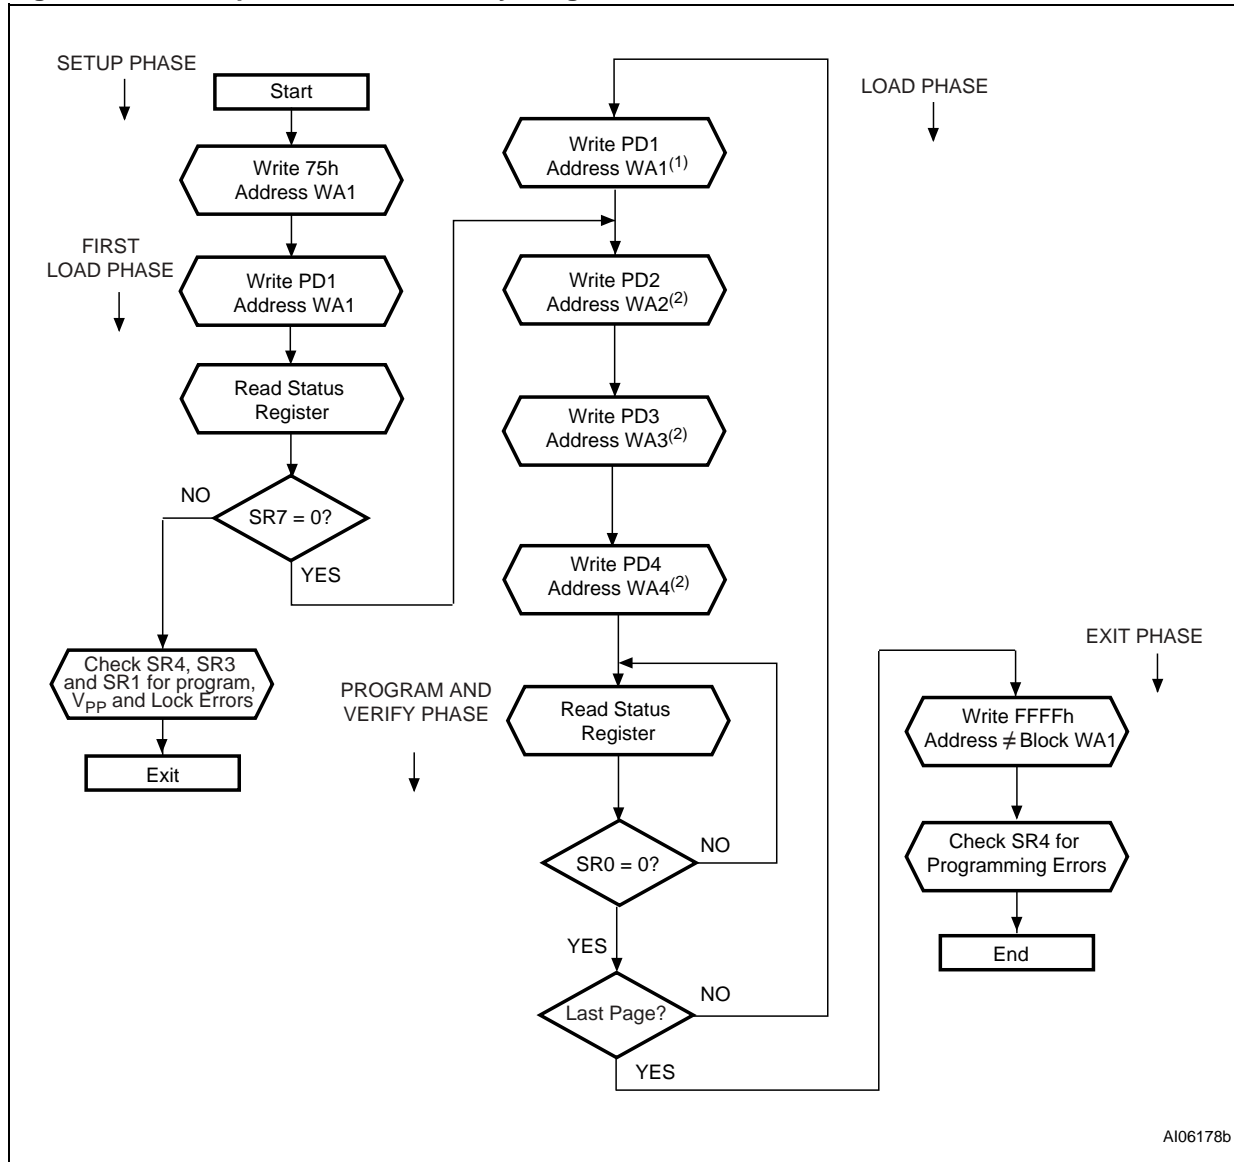 SETUP PHASE
Start
Write 75h
Address WA1
FIRST
LOAD PHASE
Write PD1
Address WA1
Read Status
Register
NO
SR7 = 0?
YES
Check SR4, SR3
and SR1 for program,
VPP and Lock Errors
Exit
LOAD PHASE
Write PD1
Address WA1(1)
Write PD2
Address WA2(2)
Write PD3
Address WA3(2)
Write PD4
Address WA4(2)
PROGRAM AND
VERIFY PHASE
Read Status
Register
NO
SR0 = 0?
YES
NO
Last Page?
YES
EXIT PHASE
Write FFFFh
Address ≠ Block WA1
Check SR4 for
Programming Errors
End
AI06178b